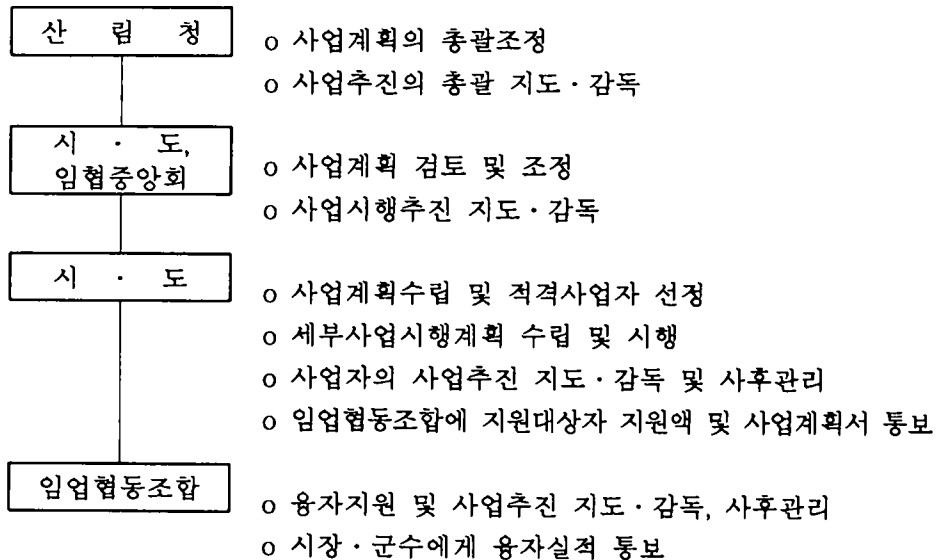 산 림 청
o 사업계획의 총괄조정
o 사업추진의 총괄 지도·감독
시 · 도,
임협중앙회
o 사업계획 검토 및 조정
o 사업시행추진 지도·감독
시 · 도
o 사업계획수립 및 적격사업자 선정
o 세부사업시행계획 수립 및 시행
o 사업자의 사업추진 지도·감독 및 사후관리
o 임업협동조합에 지원대상자 지원액 및 사업계획서 통보
임업협동조합
o 융자지원 및 사업추진 지도·감독, 사후관리
o 시장·군수에게 융자실적 통보